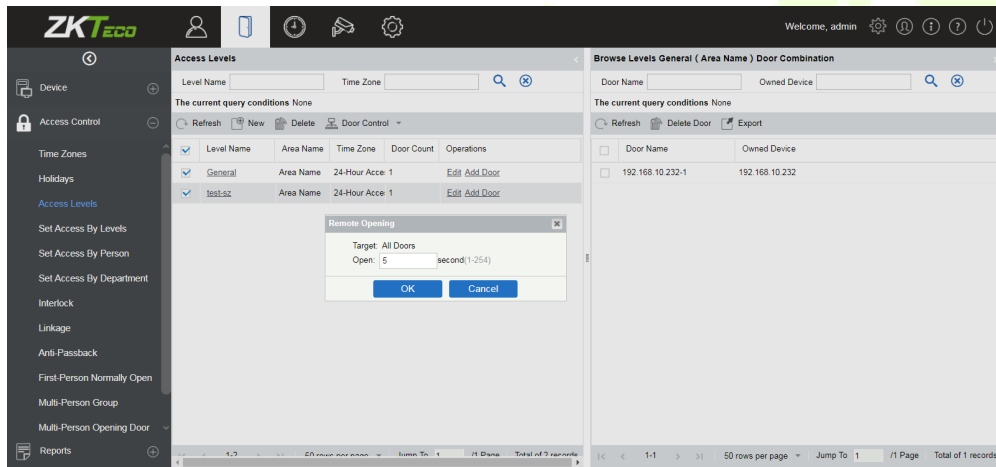 ZKTeco
Welcome, admin
Device
Access Control
Time Zones
Holidays
Access Levels
Set Access By Levels
Set Access By Person
Set Access By Department
Interlock
Linkage
Anti-Passback
First-Person Normally Open
Multi-Person Group
Multi-Person Opening Door
Reports
Access Levels
Level Name Time Zone
The current query conditions None
Refresh New Delete Door Control
Level Name Area Name Time Zone Door Count Operations
General Area Name 24-Hour Acce 1 Edit Add Door
test-sz Area Name 24-Hour Acce 1 Edit Add Door
Remote Opening
Target: All Doors
Open: 5 second(1-254)
OK Cancel
1-2 50 rows per page Jump To 1 /1 Page Total of 2 records
Browse Levels General ( Area Name ) Door Combination
Door Name Owned Device
The current query conditions None
Refresh Delete Door Export
Door Name Owned Device
192.168.10.232-1 192.168.10.232
1-1 50 rows per page Jump To 1 /1 Page Total of 1 records